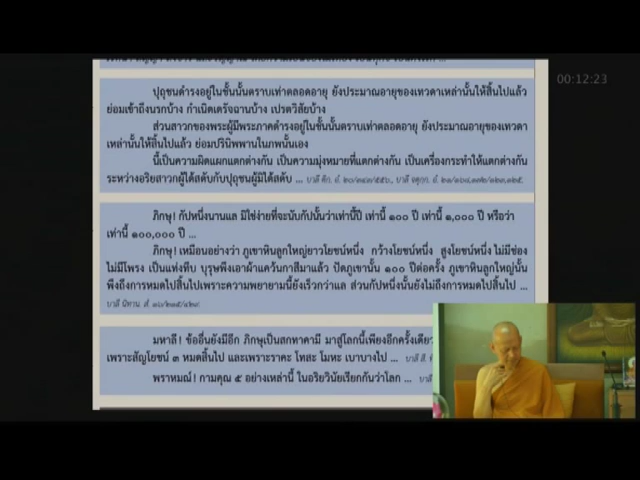 00:12:23
ปุถุชนดำรงอยู่ในชั้นนั้นตราบเท่าตลอดอายุ ยังประมาณอายุของเทวดาเหล่านั้นให้สิ้นไปแล้ว
ย่อมเข้าถึงนรกบ้าง กำเนิดเดรัจฉานบ้าง เปรตวิสัยบ้าง
ส่วนสาวกของพระผู้มีพระภาคดำรงอยู่ในชั้นนั้นตราบเท่าตลอดอายุ ยังประมาณอายุของเทวดา
เหล่านั้นให้สิ้นไปแล้ว ย่อมปรินิพพานในภพนั้นเอง
นี้เป็นความผิดแผกแตกต่างกัน เป็นความมุ่งหมายที่แตกต่างกัน เป็นเครื่องกระทำให้แตกต่างกัน
ระหว่างอริยสาวกผู้ได้สดับกับปุถุชนผู้มิได้สดับ ... บาลี ติก. อํ.
ภิกษุ! กัปหนึ่งนานแล มิใช่ง่ายที่จะนับกัปนั้นว่าเท่านี้ปี เท่านี้ ๑๐๐ ปี เท่านี้ ๑,๐๐๐ ปี หรือว่า
เท่านี้ ๑๐๐,๐๐๐ ปี ...
ภิกษุ! เหมือนอย่างว่า ภูเขาหินลูกใหญ่ยาวโยชน์หนึ่ง กว้างโยชน์หนึ่ง สูงโยชน์หนึ่ง ไม่มีช่อง
ไม่มีโพรง เป็นแท่งทึบ บุรุษพึงเอาผ้าแคว้นกาสีมาแล้ว ปัดภูเขานั้น ๑๐๐ ปีต่อครั้ง ภูเขาหินลูกใหญ่นั้น
พึงถึงการหมดไปสิ้นไปเพราะความพยายามนี้ยังเร็วกว่าแล ส่วนกัปหนึ่งนั้นยังไม่ถึงการหมดไปสิ้นไป ...
บาลี นิทาน. สํ.
มหาลี! ข้ออื่นยังมีอีก ภิกษุเป็นสกทาคามี มาสู่โลกนี้เพียงอีกครั้งเดียว
เพราะสัญโยชน์ ๓ หมดสิ้นไป และเพราะราคะ โทสะ โมหะ เบาบางไป ... บาลี สี.
พราหมณ์! กามคุณ ๕ อย่างเหล่านี้ ในอริยวินัยเรียกกันว่าโลก ... บาลี